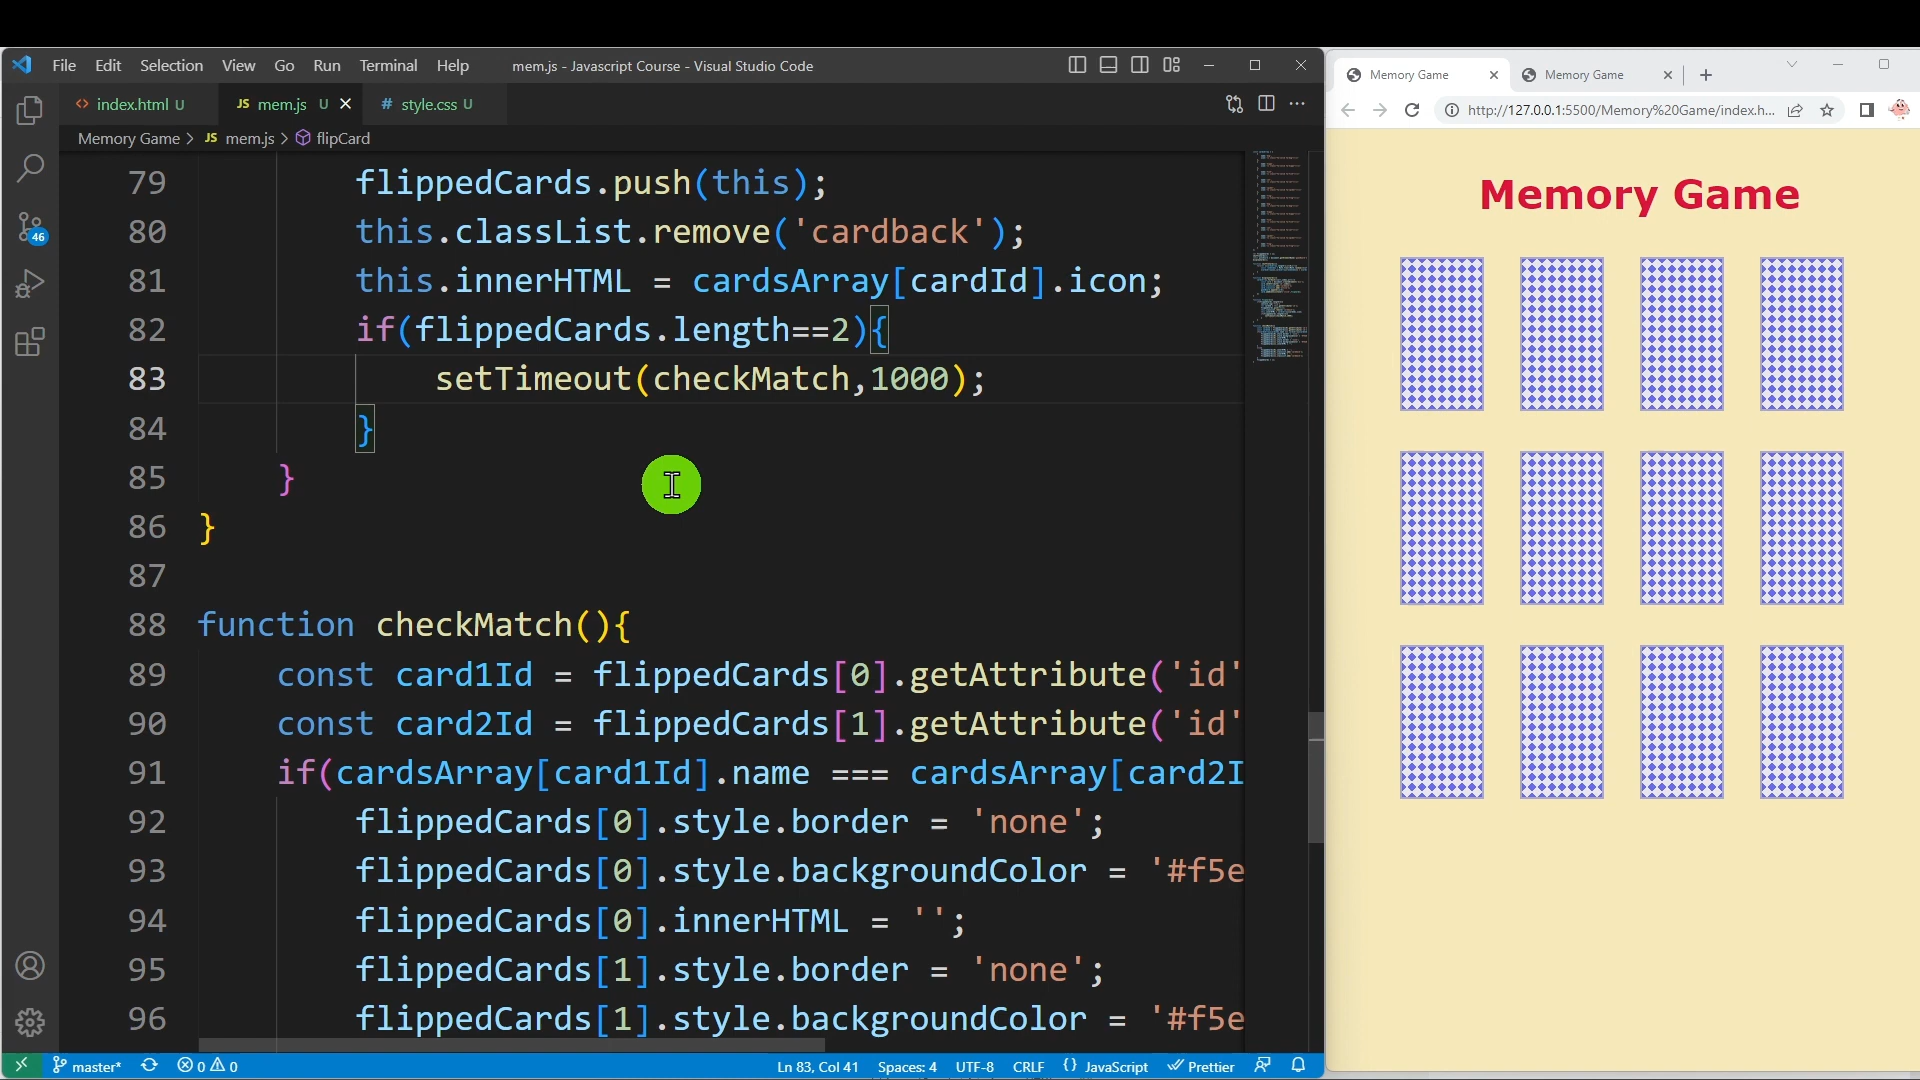 File Edit Selection View Go Run Terminal Help mem.js - Javascript Course - Visual Studio Code
index.html U JS mem.js U # style.css U
Memory Game > JS mem.js > flipCard
79 flippedCards.push(this);
80 this.classList.remove('cardback');
81 this.innerHTML = cardsArray[cardId].icon;
82 if(flippedCards.length==2){
83 setTimeout(checkMatch,1000);
84 }
85 }
86 }
87
88 function checkMatch(){
89 const card1Id = flippedCards[0].getAttribute('id'
90 const card2Id = flippedCards[1].getAttribute('id'
91 if(cardsArray[card1Id].name === cardsArray[card2I
92 flippedCards[0].style.border = 'none';
93 flippedCards[0].style.backgroundColor = '#f5e
94 flippedCards[0].innerHTML = '';
95 flippedCards[1].style.border = 'none';
96 flippedCards[1].style.backgroundColor = '#f5e
46
master* 0 0 Ln 83, Col 41 Spaces: 4 UTF-8 CRLF {} JavaScript Prettier
Memory Game Memory Game
http://127.0.0.1:5500/Memory%20Game/index.h...
Memory Game